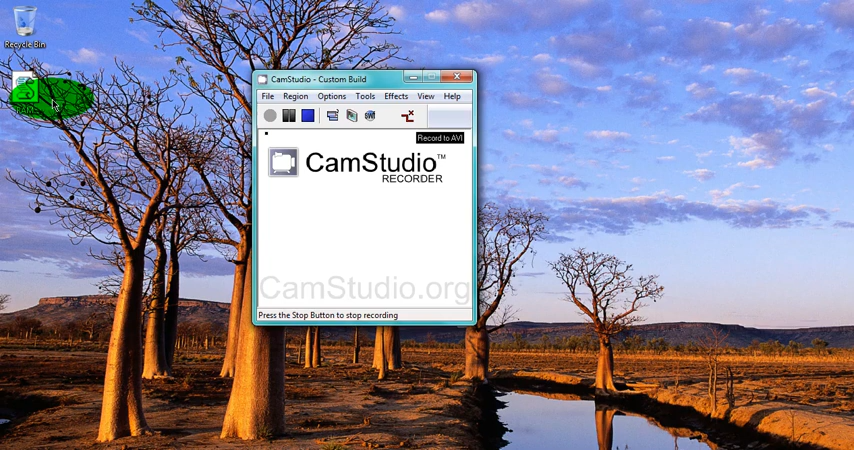 Recycle Bin
CamStudio - Custom Build
File Region Options Tools Effects View Help
Record to AVI
CamStudio™
RECORDER
CamStudio.org
Press the Stop Button to stop recording